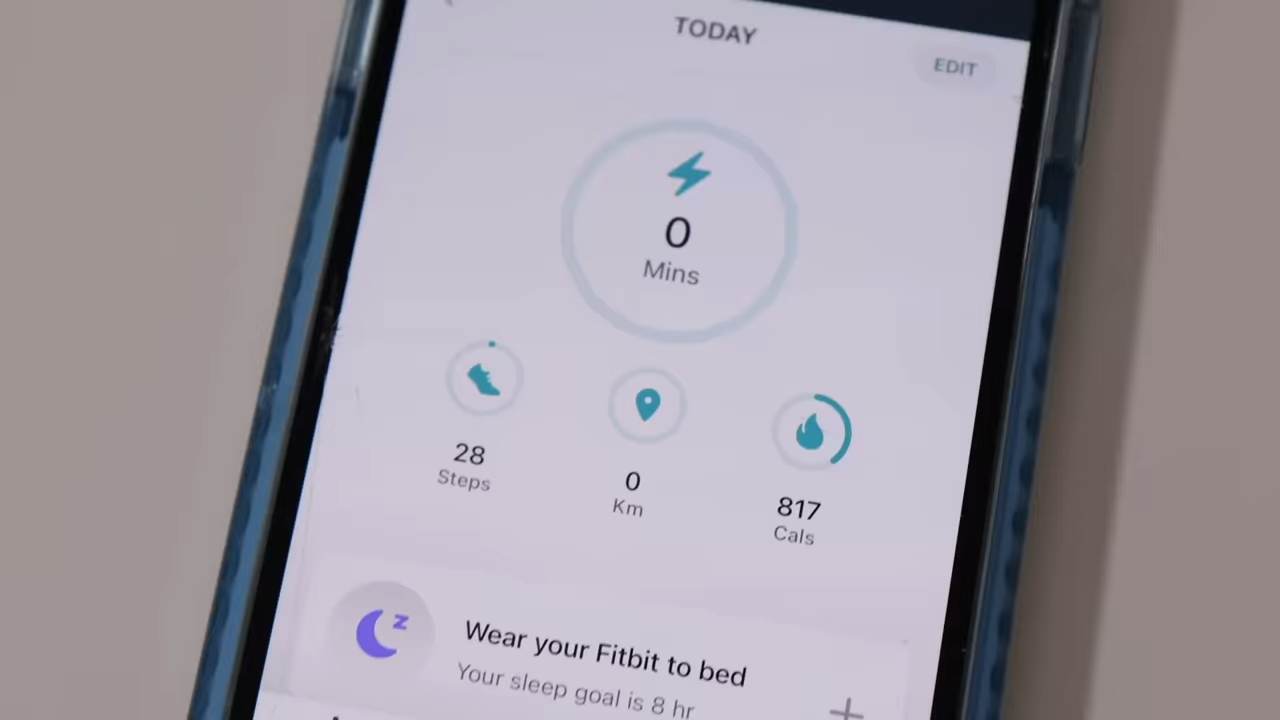 TODAY
EDIT
0
Mins
28
Steps
0
Km
817
Cals
Wear your Fitbit to bed
Your sleep goal is 8 hr